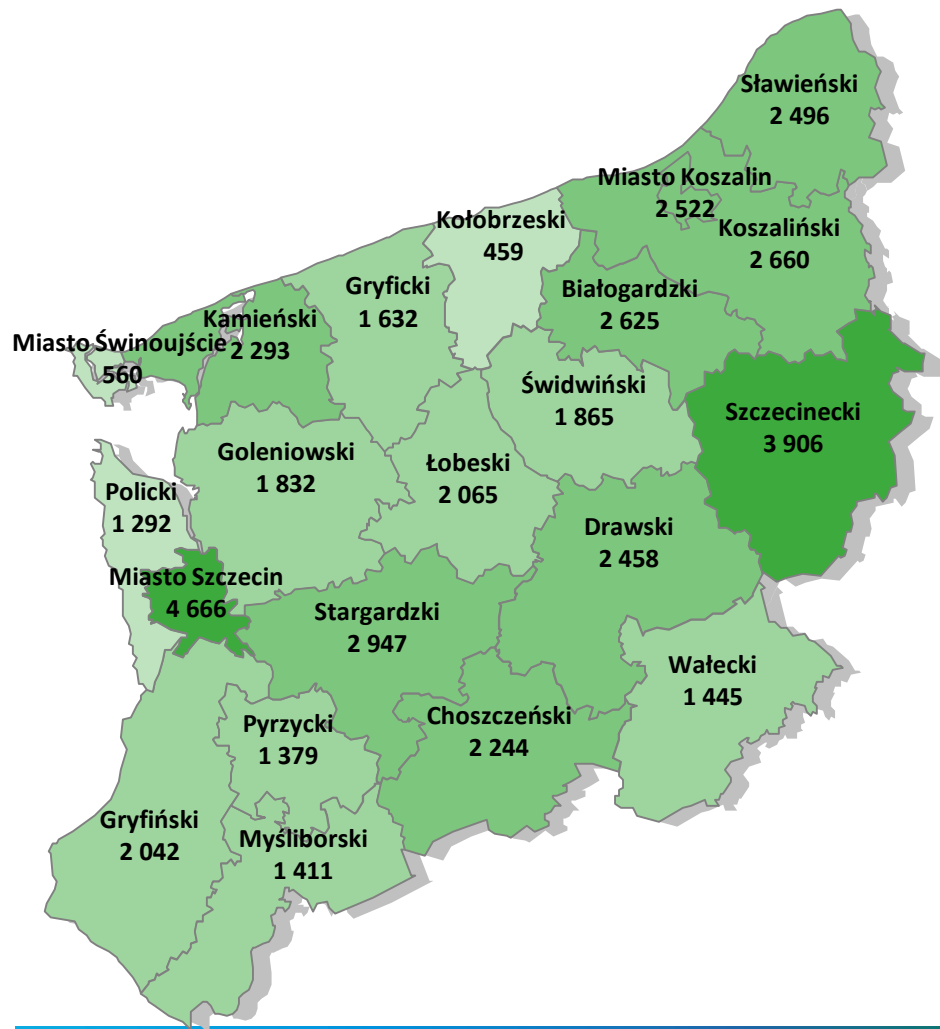 Sławieński
2 496
Miasto Koszalin
2 522
Koszaliński
2 660
Kołobrzeski
459
Gryficki
1 632
Białogardzki
2 625
Kamieński
2 293
Miasto Świnoujście
560
Świdwiński
1 865
Szczecinecki
3 906
Goleniowski
1 832
Łobeski
2 065
Policki
1 292
Drawski
2 458
Miasto Szczecin
4 666
Stargardzki
2 947
Wałecki
1 445
Choszczeński
2 244
Pyrzycki
1 379
Gryfiński
2 042
Myśliborski
1 411